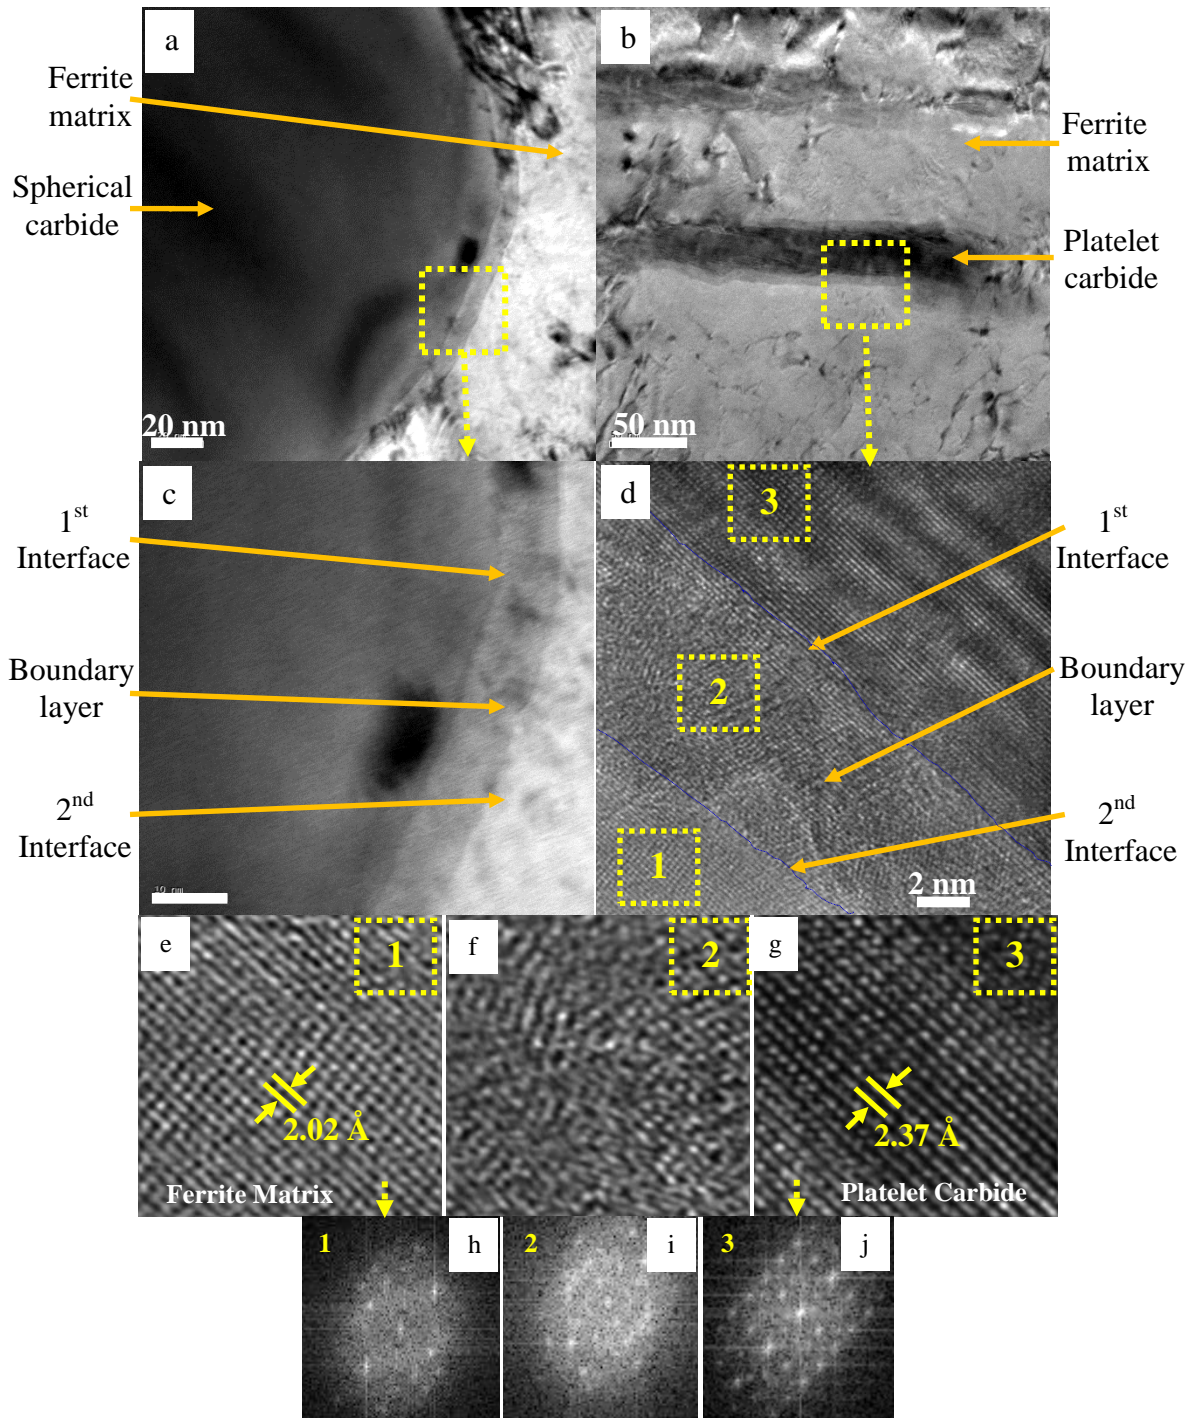 a
b
Ferrite
matrix
Spherical
carbide
Ferrite
matrix
Platelet
carbide
20 nm
50 nm
c
d
3
1st
Interface
1st
Interface
2
Boundary
layer
Boundary
layer
2nd
Interface
2nd
Interface
1
10 nm
2 nm
e
1
f
2
g
3
2.02 Å
2.37 Å
Ferrite Matrix
Platelet Carbide
1
h
2
i
3
j